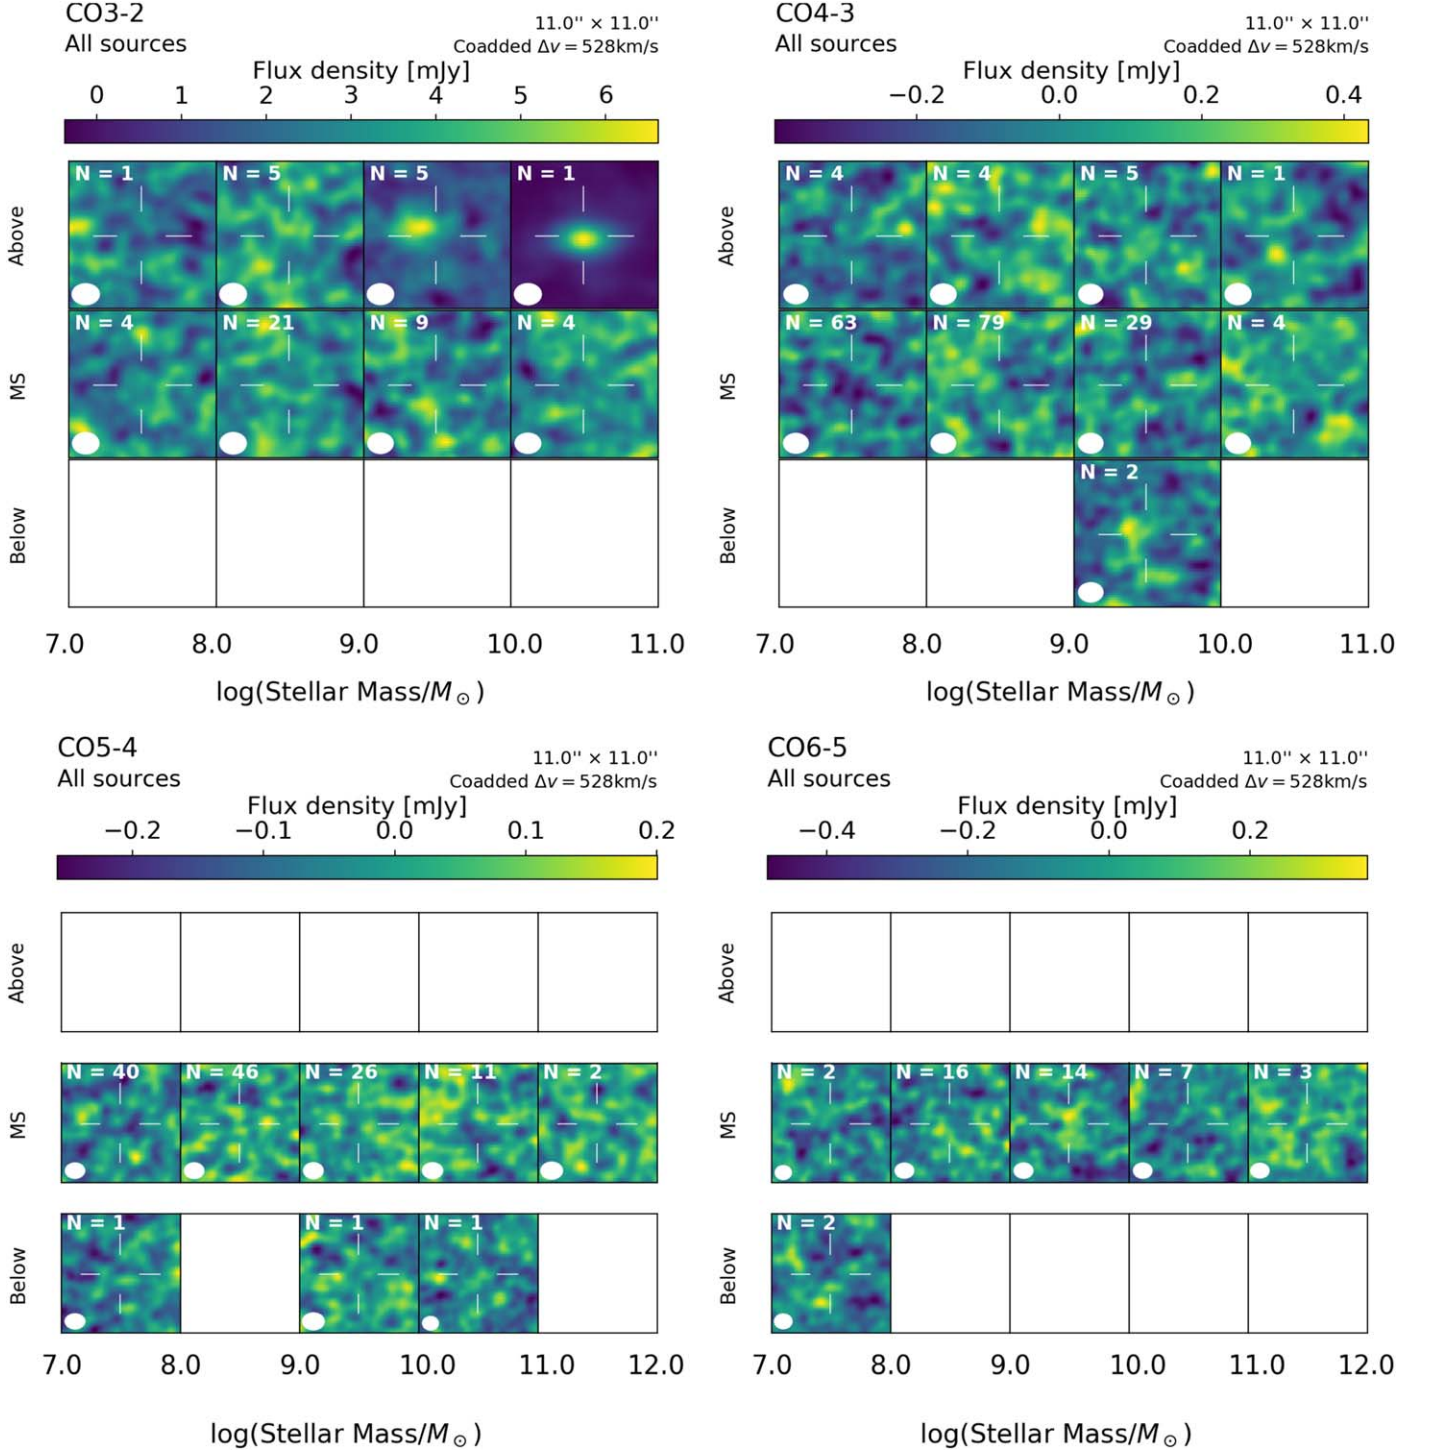 CO3-2
All sources
11.0'' × 11.0''
Coadded Δv = 528km/s
Flux density [mJy]
0 1 2 3 4 5 6
Above
N = 1 N = 5 N = 5 N = 1
MS
N = 4 N = 21 N = 9 N = 4
Below
7.0 8.0 9.0 10.0 11.0
log(Stellar Mass/M⊙)
CO4-3
All sources
11.0'' × 11.0''
Coadded Δv = 528km/s
Flux density [mJy]
−0.2 0.0 0.2 0.4
Above
N = 4 N = 4 N = 5 N = 1
MS
N = 63 N = 79 N = 29 N = 4
Below
N = 2
7.0 8.0 9.0 10.0 11.0
log(Stellar Mass/M⊙)
CO5-4
All sources
11.0'' × 11.0''
Coadded Δv = 528km/s
Flux density [mJy]
−0.2 −0.1 0.0 0.1 0.2
Above
MS
N = 40 N = 46 N = 26 N = 11 N = 2
Below
N = 1 N = 1 N = 1
7.0 8.0 9.0 10.0 11.0 12.0
log(Stellar Mass/M⊙)
CO6-5
All sources
11.0'' × 11.0''
Coadded Δv = 528km/s
Flux density [mJy]
−0.4 −0.2 0.0 0.2
Above
MS
N = 2 N = 16 N = 14 N = 7 N = 3
Below
N = 2
7.0 8.0 9.0 10.0 11.0 12.0
log(Stellar Mass/M⊙)